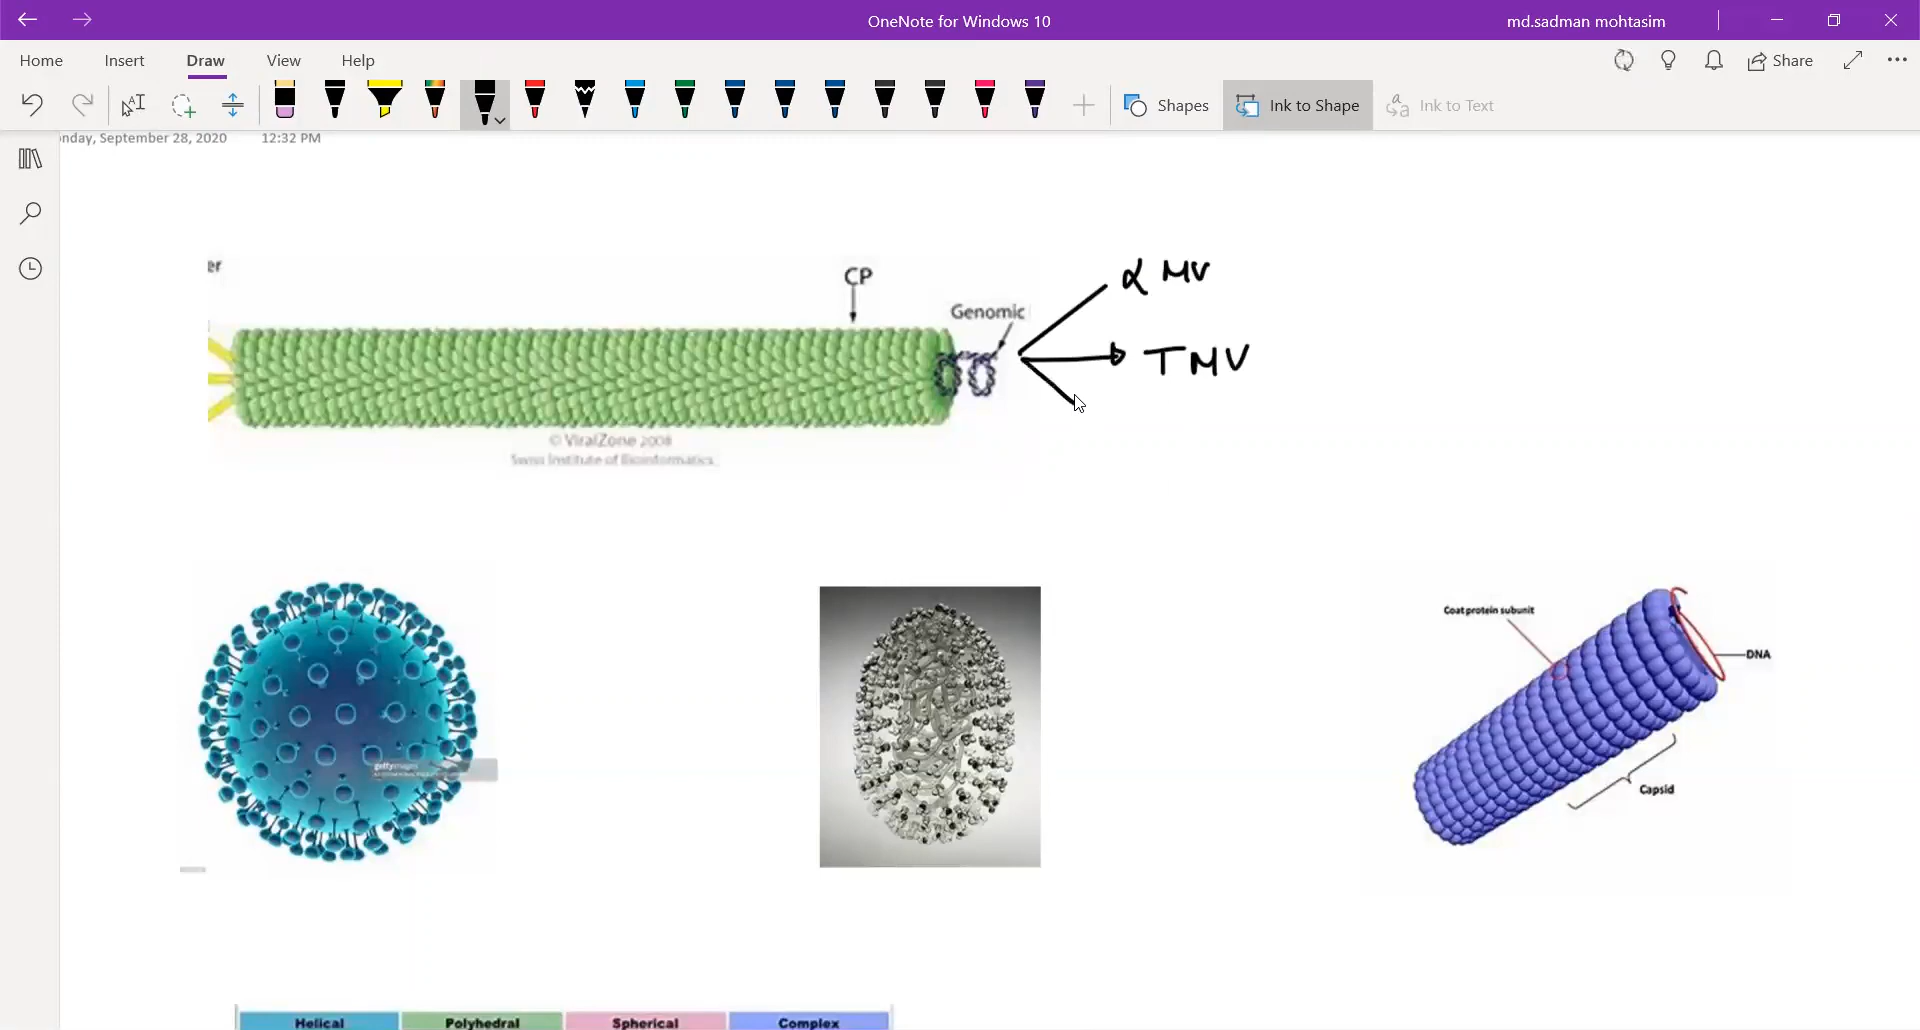 OneNote for Windows 10
md.sadman mohtasim
Home Insert Draw View Help
Share
Shapes
Ink to Shape
Ink to Text
nday, September 28, 2020 12:32 PM
er
CP
Genomic
α MV
TMV
© ViralZone 2008
Swiss Institute of Bioinformatics
gettyimages
Coat protein subunit
DNA
Capsid
Helical Polyhedral Spherical Complex